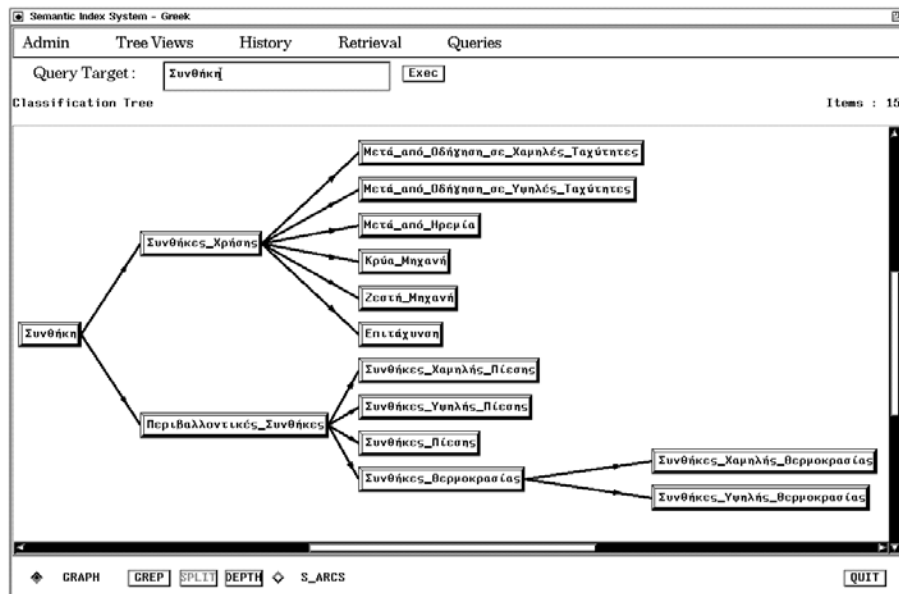 Semantic Index System - Greek
Admin Tree Views History Retrieval Queries
Query Target : Συνθήκη Exec
Classification Tree Items : 15
Μετά_από_Οδήγηση_σε_Χαμηλές_Ταχύτητες
Μετά_από_Οδήγηση_σε_Υψηλές_Ταχύτητες
Μετά_από_Ηρεμία
Συνθήκες_Χρήσης
Κρύα_Μηχανή
Ζεστή_Μηχανή
Συνθήκη
Επιτάχυνση
Συνθήκες_Χαμηλής_Πίεσης
Συνθήκες_Υψηλής_Πίεσης
Περιβαλλοντικές_Συνθήκες
Συνθήκες_Πίεσης
Συνθήκες_Χαμηλής_Θερμοκρασίας
Συνθήκες_Θερμοκρασίας
Συνθήκες_Υψηλής_Θερμοκρασίας
GRAPH GREP SPLIT DEPTH S_ARCS QUIT